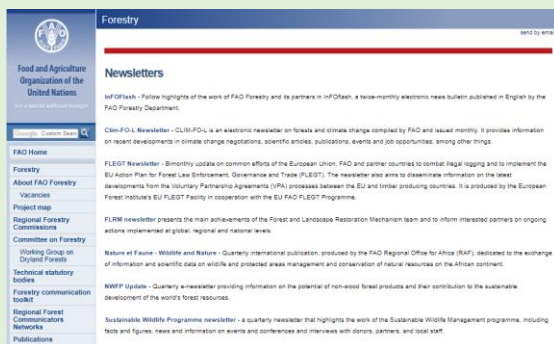 Forestry
send by emai
FAO
Food and Agriculture
Organization of the
United Nations
for a world without hunger
Google Custom Sear
FAO Home
Forestry
About FAO Forestry
Vacancies
Project map
Regional Forestry
Commissions
Committee on Forestry
Working Group on
Dryland Forests
Technical statutory
bodies
Forestry communication
toolkit
Regional Forest
Communicators
Networks
Publications
Newsletters
InFOFlash - Follow highlights of the work of FAO Forestry and its partners in InFOflash, a twice-monthly electronic news bulletin published in English by the
FAO Forestry Department.
Clim-FO-L Newsletter - CLIM-FO-L is an electronic newsletter on forests and climate change compiled by FAO and issued monthly. It provides information
on recent developments in climate change negotiations, scientific articles, publications, events and job opportunities, among other things.
FLEGT Newsletter - Bimonthly update on common efforts of the European Union, FAO and partner countries to combat illegal logging and to implement the
EU Action Plan for Forest Law Enforcement, Governance and Trade (FLEGT). The newsletter also aims to disseminate information on the latest
developments from the Voluntary Partnership Agreements (VPA) processes between the EU and timber producing countries. It is produced by the European
Forest Institute's EU FLEGT Facility in cooperation with the EU FAO FLEGT Programme.
FLRM newsletter presents the main achievements of the Forest and Landscape Restoration Mechanism team and to inform interested partners on ongoing
actions implemented at global, regional and national levels.
Nature et Faune - Wildlife and Nature - Quarterly international publication, produced by the FAO Regional Office for Africa (RAF), dedicated to the exchange
of information and scientific data on wildlife and protected areas management and conservation of natural resources on the African continent.
NWFP Update - Quarterly e-newsletter providing information on the potential of non-wood forest products and their contribution to the sustainable
development of the world's forest resources.
Sustainable Wildlife Programme newsletter - a quarterly newsletter that highlights the work of the Sustainable Wildlife Management programme, including
facts and figures, news and information on events and conferences and interviews with donors, partners, and local staff.